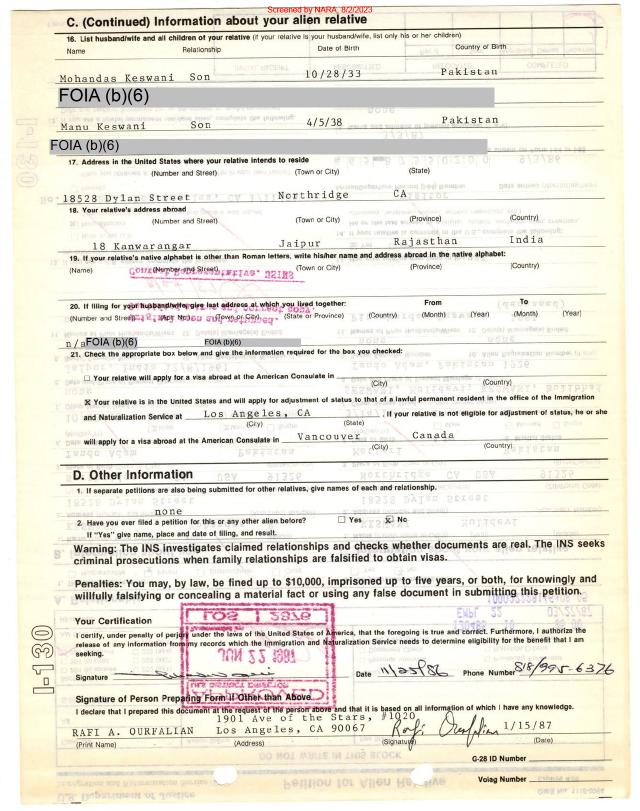 Screened by NARA, 8/2/2023
C. (Continued) Information about your alien relative
16. List husband/wife and all children of your relative (if your relative is your husband/wife, list only his or her children)
Name Relationship Date of Birth Country of Birth
Mohandas Keswani Son 10/28/33 Pakistan
FOIA (b)(6)
Manu Keswani Son 4/5/38 Pakistan
FOIA (b)(6)
17. Address in the United States where your relative intends to reside
(Number and Street) (Town or City) (State)
18528 Dylan Street Northridge CA
18. Your relative's address abroad
(Number and Street) (Town or City) (Province) (Country)
18 Kanwarangar Jaipur Rajasthan India
19. If your relative's native alphabet is other than Roman letters, write his/her name and address abroad in the native alphabet:
(Name) (Number and Street) (Town or City) (Province) (Country)
20. If filing for your husband/wife, give last address at which you lived together: From To
(Number and Street) (Apt. No.) (Town or City) (State or Province) (Country) (Month) (Year) (Month) (Year)
n/a FOIA (b)(6) FOIA (b)(6)
21. Check the appropriate box below and give the information required for the box you checked:
☐ Your relative will apply for a visa abroad at the American Consulate in
(City) (Country)
☒ Your relative is in the United States and will apply for adjustment of status to that of a lawful permanent resident in the office of the Immigration
and Naturalization Service at Los Angeles, CA . If your relative is not eligible for adjustment of status, he or she
(City) (State)
will apply for a visa abroad at the American Consulate in Vancouver Canada
(City) (Country)
D. Other Information
1. If separate petitions are also being submitted for other relatives, give names of each and relationship.
none
2. Have you ever filed a petition for this or any other alien before? ☐ Yes ☒ No
If "Yes" give name, place and date of filing, and result.
Warning: The INS investigates claimed relationships and checks whether documents are real. The INS seeks
criminal prosecutions when family relationships are falsified to obtain visas.
Penalties: You may, by law, be fined up to $10,000, imprisoned up to five years, or both, for knowingly and
willfully falsifying or concealing a material fact or using any false document in submitting this petition.
Your Certification
I certify, under penalty of perjury under the laws of the United States of America, that the foregoing is true and correct. Furthermore, I authorize the
release of any information from my records which the Immigration and Naturalization Service needs to determine eligibility for the benefit that I am
seeking.
Signature Date 11/25/86 Phone Number 818/995-6376
Signature of Person Preparing Form if Other than Above
I declare that I prepared this document at the request of the person above and that it is based on all information of which I have any knowledge.
1901 Ave of the Stars, #1020
RAFI A. OURFALIAN Los Angeles, CA 90067 Rafi Ourfalian 1/15/87
(Print Name) (Address) (Signature) (Date)
G-28 ID Number
Volag Number
I-130